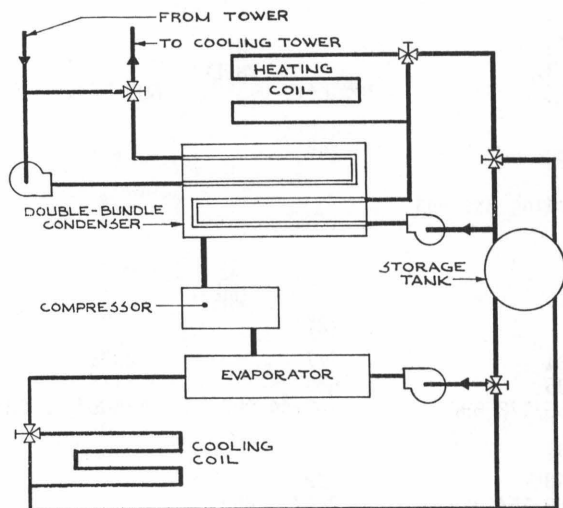 FROM TOWER
TO COOLING TOWER
HEATING
COIL
DOUBLE-BUNDLE
CONDENSER
STORAGE
TANK
COMPRESSOR
EVAPORATOR
COOLING
COIL